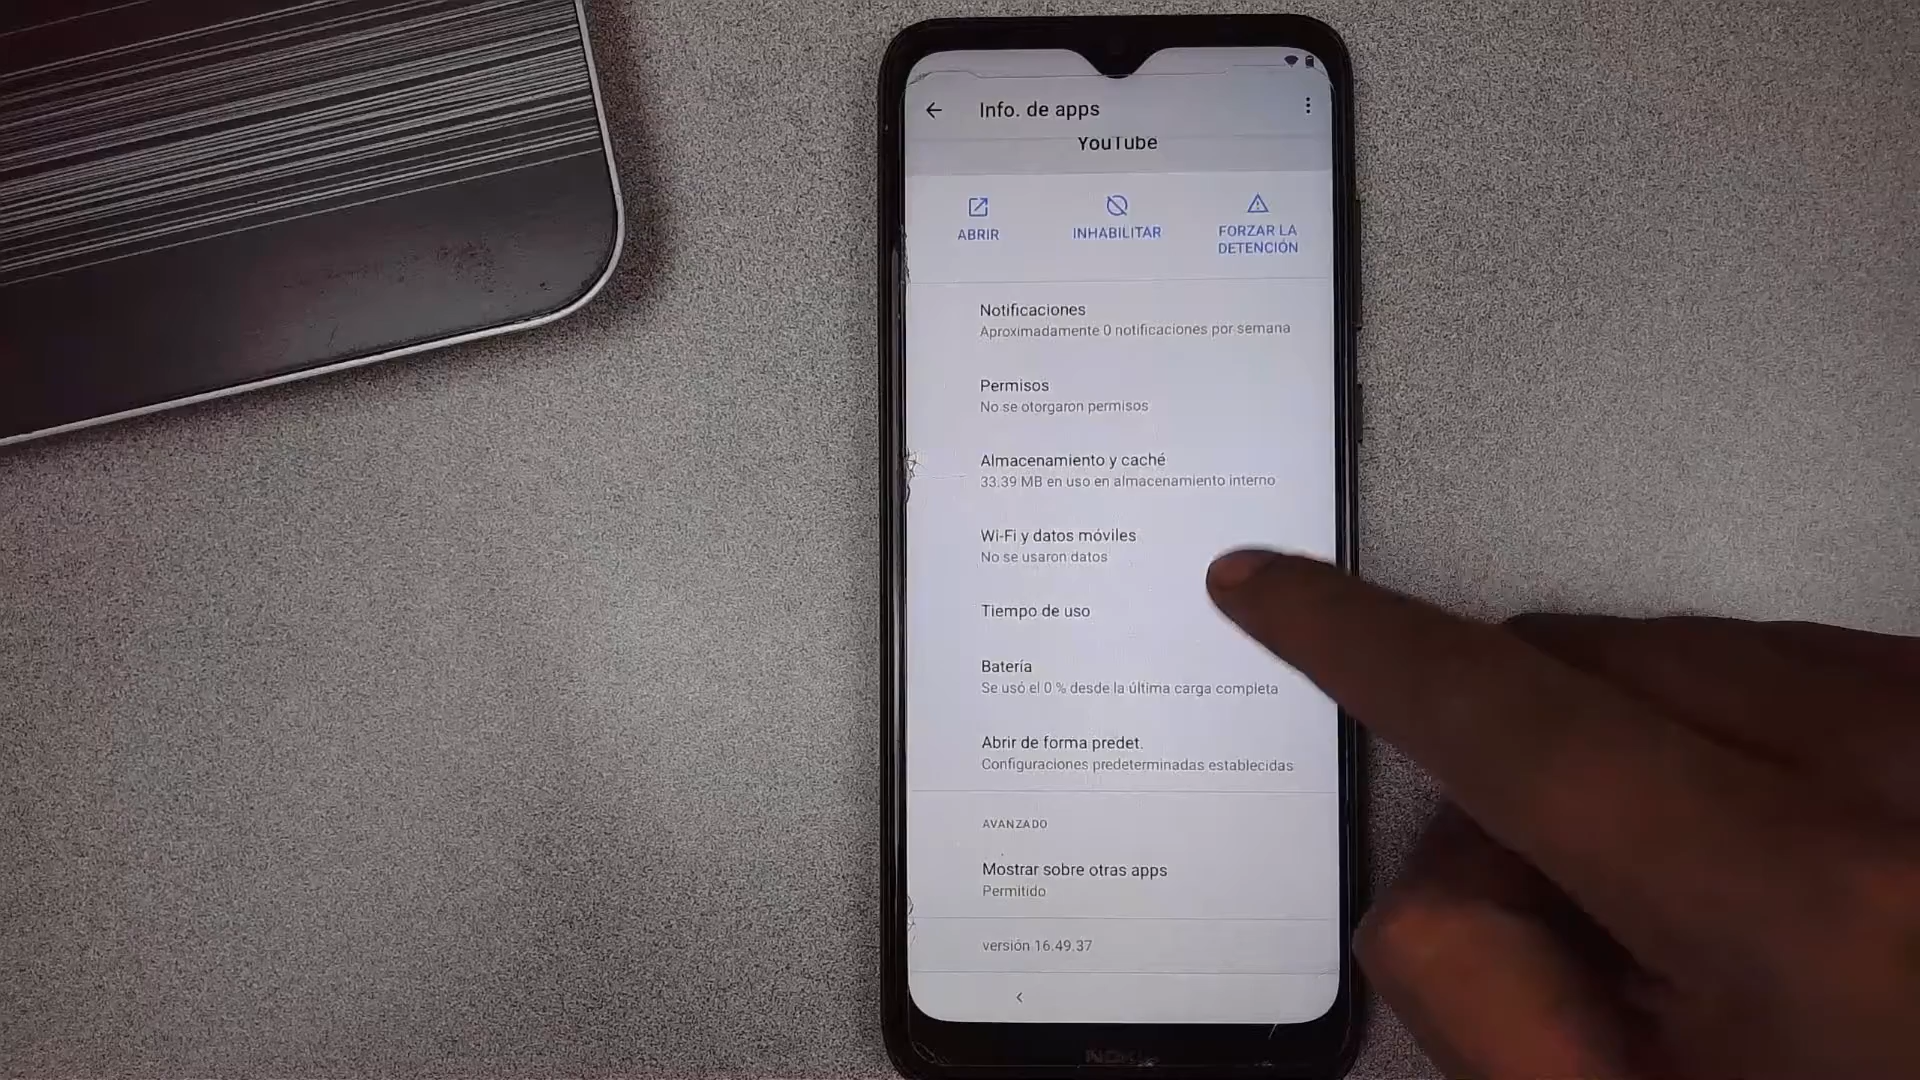 Info. de apps
YouTube
ABRIR
INHABILITAR
FORZAR LA
DETENCIÓN
Notificaciones
Aproximadamente 0 notificaciones por semana
Permisos
No se otorgaron permisos
Almacenamiento y caché
33.39 MB en uso en almacenamiento interno
Wi-Fi y datos móviles
No se usaron datos
Tiempo de uso
Batería
Se usó el 0 % desde la última carga completa
Abrir de forma predet.
Configuraciones predeterminadas establecidas
AVANZADO
Mostrar sobre otras apps
Permitido
versión 16.49.37
NOKIA